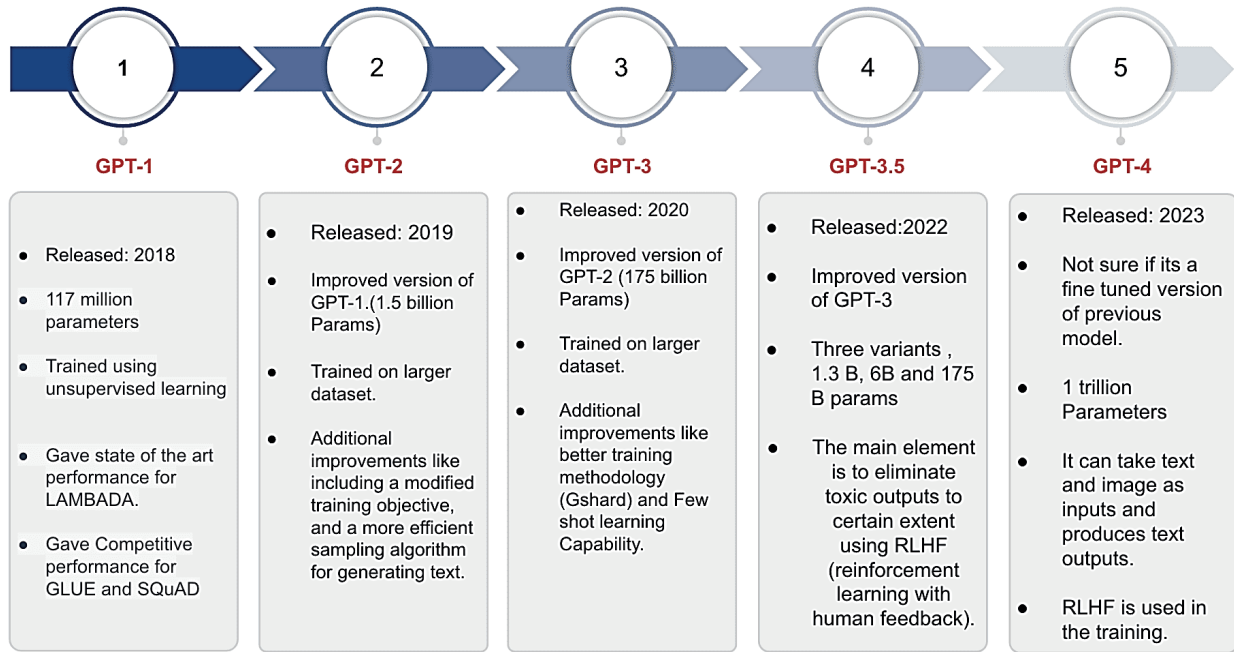 1
2
3
4
5
GPT-1
GPT-2
GPT-3
GPT-3.5
GPT-4
● Released: 2018
● 117 million
parameters
● Trained using
unsupervised learning
● Gave state of the art
performance for
LAMBADA.
● Gave Competitive
performance for
GLUE and SQuAD
● Released: 2019
● Improved version of
GPT-1.(1.5 billion
Params)
● Trained on larger
dataset.
● Additional
improvements like
including a modified
training objective,
and a more efficient
sampling algorithm
for generating text.
● Released: 2020
● Improved version of
GPT-2 (175 billion
Params)
● Trained on larger
dataset.
● Additional
improvements like
better training
methodology
(Gshard) and Few
shot learning
Capability.
● Released:2022
● Improved version
of GPT-3
● Three variants ,
1.3 B, 6B and 175
B params
● The main element
is to eliminate
toxic outputs to
certain extent
using RLHF
(reinforcement
learning with
human feedback).
● Released: 2023
● Not sure if its a
fine tuned version
of previous
model.
● 1 trillion
Parameters
● It can take text
and image as
inputs and
produces text
outputs.
● RLHF is used in
the training.